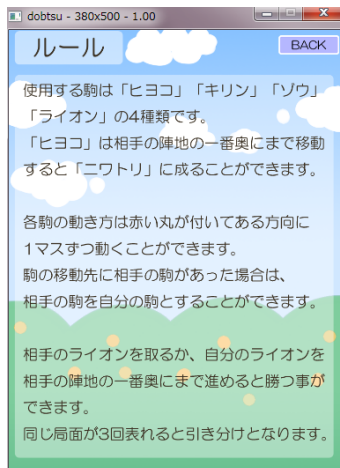 dobtsu - 380x500 - 1.00
ルール
BACK
使用する駒は「ヒヨコ」「キリン」「ゾウ」
「ライオン」の4種類です。
「ヒヨコ」は相手の陣地の一番奥にまで移動
すると「ニワトリ」に成ることができます。
各駒の動き方は赤い丸が付いてある方向に
1マスずつ動くことができます。
駒の移動先に相手の駒があった場合は、
相手の駒を自分の駒とすることができます。
相手のライオンを取るか、自分のライオンを
相手の陣地の一番奥にまで進めると勝つ事が
できます。
同じ局面が3回表れると引き分けとなります。